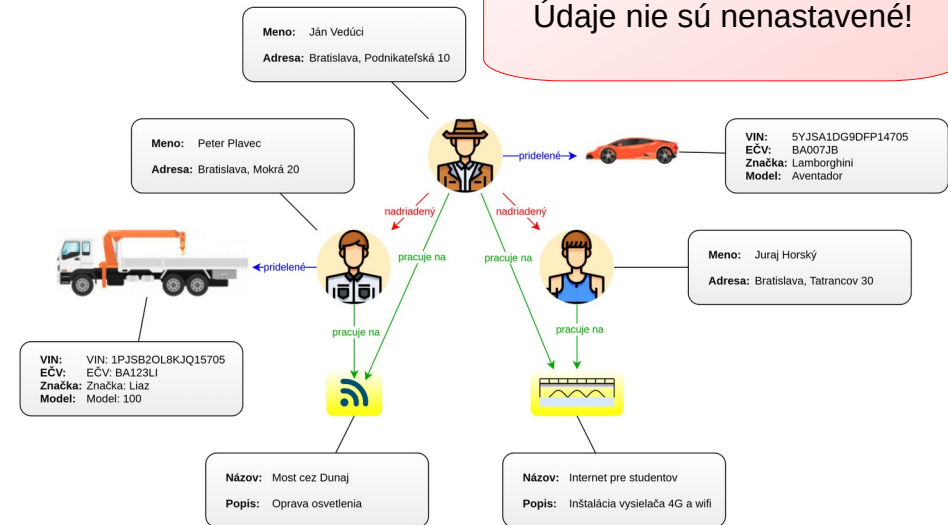 Údaje nie sú nenastavené!
Meno: Ján Vedúci
Adresa: Bratislava, Podnikateľská 10
Meno: Peter Plavec
Adresa: Bratislava, Mokrá 20
pridelené
VIN: 5YJSA1DG9DFP14705
EČV: BA007JB
Značka: Lamborghini
Model: Aventador
nadriadený
nadriadený
pridelené
pracuje na
pracuje na
Meno: Juraj Horský
Adresa: Bratislava, Tatrancov 30
pracuje na
pracuje na
VIN: VIN: 1PJSB2OL8KJQ15705
EČV: EČV: BA123LI
Značka: Značka: Liaz
Model: Model: 100
Názov: Most cez Dunaj
Popis: Oprava osvetlenia
Názov: Internet pre studentov
Popis: Inštalácia vysielača 4G a wifi